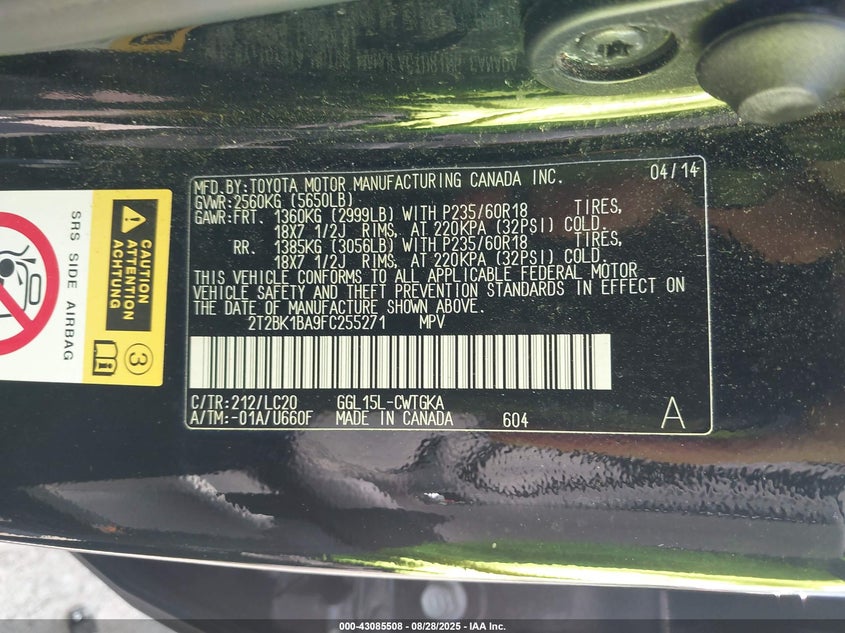 MFD.BY:TOYOTA MOTOR MANUFACTURING CANADA INC. 04/14
GVWR:2560KG (5650LB)
GAWR:FRT. 1360KG (2999LB) WITH P235/60R18 TIRES,
18X7 1/2J RIMS, AT 220KPA (32PSI) COLD.
RR. 1385KG (3056LB) WITH P235/60R18 TIRES,
18X7 1/2J RIMS, AT 220KPA (32PSI) COLD.
THIS VEHICLE CONFORMS TO ALL APPLICABLE FEDERAL MOTOR
VEHICLE SAFETY AND THEFT PREVENTION STANDARDS IN EFFECT ON
THE DATE OF MANUFACTURE SHOWN ABOVE.
2T2BK1BA9FC255271 MPV
C/TR:212/LC20 GGL15L-CWTGKA
A/TM:-01A/U660F MADE IN CANADA 604 A
CAUTION
ATTENTION
ACHTUNG
SRS SIDE AIRBAG
3
000-43085508 - 08/28/2025 - IAA Inc.